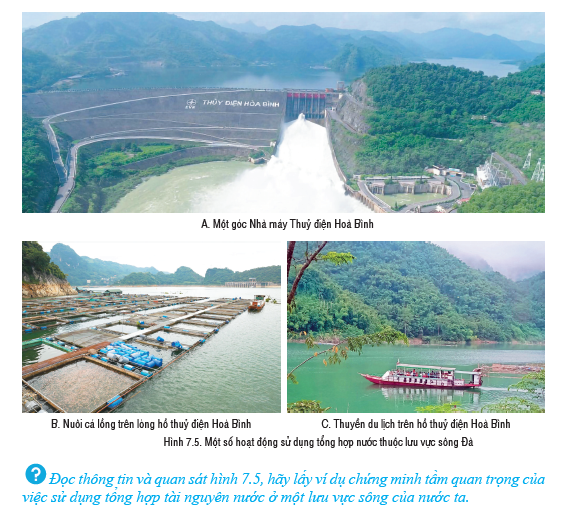 THỦY ĐIỆN HÒA BÌNH
A. Một góc Nhà máy Thuỷ điện Hoà Bình
B. Nuôi cá lồng trên lòng hồ thuỷ điện Hoà Bình
C. Thuyền du lịch trên hồ thuỷ điện Hoà Bình
Hình 7.5. Một số hoạt động sử dụng tổng hợp nước thuộc lưu vực sông Đà
? Đọc thông tin và quan sát hình 7.5, hãy lấy ví dụ chứng minh tầm quan trọng của
việc sử dụng tổng hợp tài nguyên nước ở một lưu vực sông của nước ta.